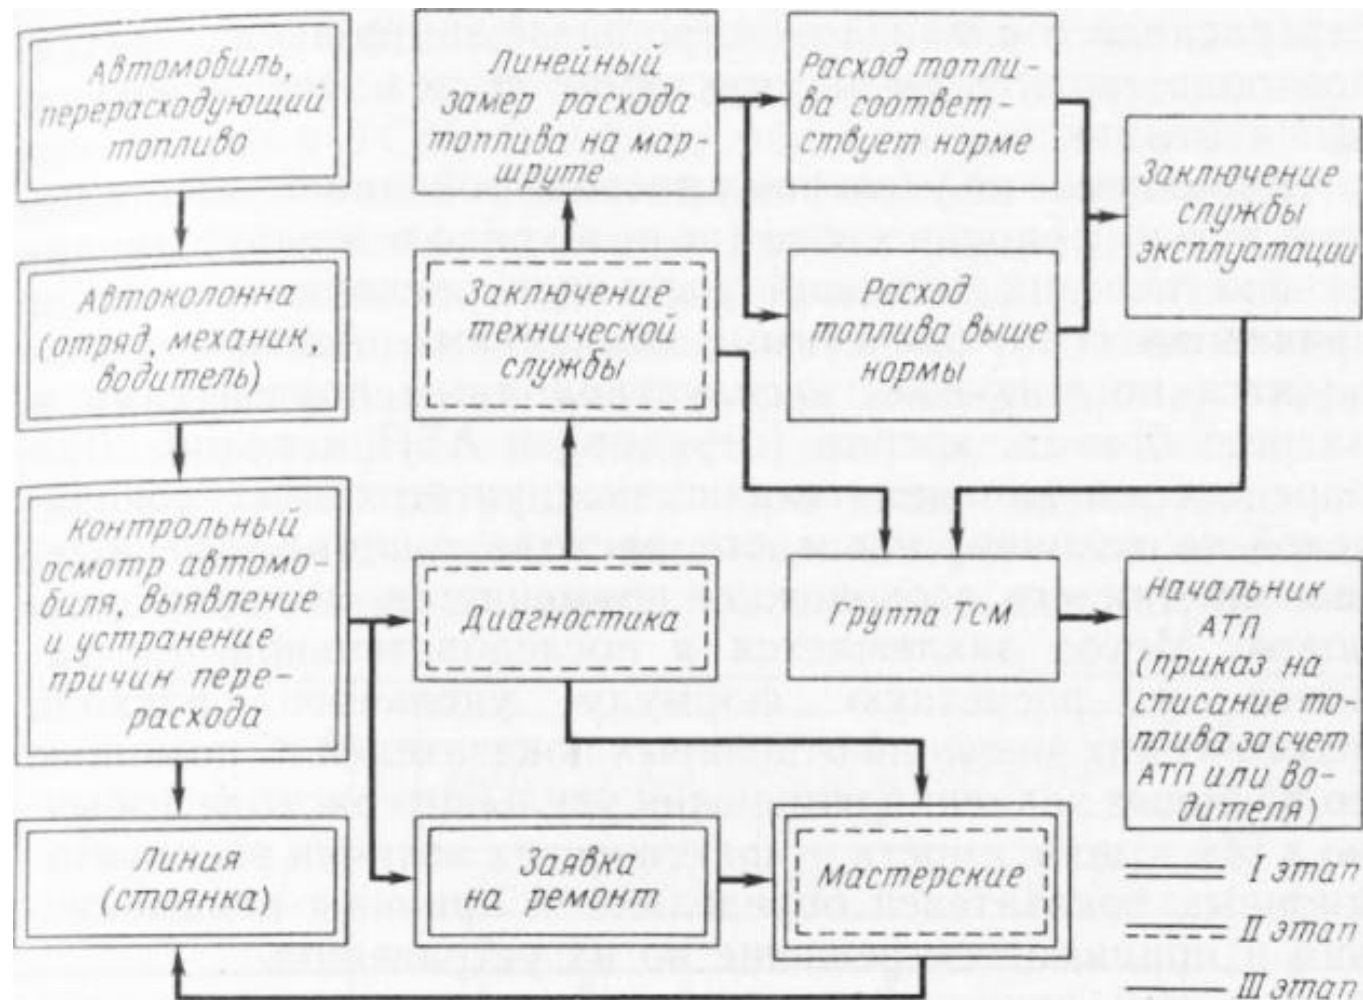 Автомобиль,
перерасходующий
топливо
Линейный
замер расхода
топлива на мар-
шруте
Расход топли-
ва соответ-
ствует норме
Заключение
службы
эксплуатации
Автоколонна
(отряд, механик,
водитель)
Заключение
технической
службы
Расход
топлива выше
нормы
Контрольный
осмотр автомо-
биля, выявление
и устранение
причин пере-
расхода
Диагностика
Группа ТСМ
Начальник
АТП
(приказ на
списание то-
плива за счет
АТП или во-
дителя)
Линия
(стоянка)
Заявка
на ремонт
Мастерские
I этап
II этап
III этап